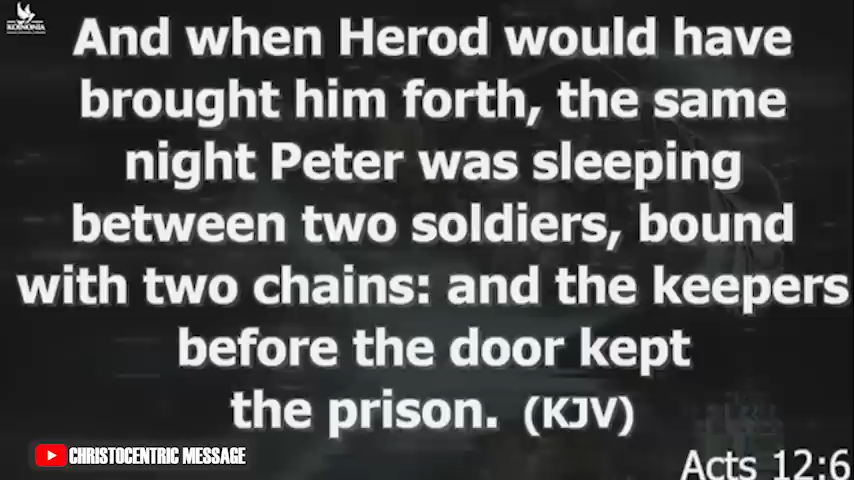 KOINONIA
And when Herod would have
brought him forth, the same
night Peter was sleeping
between two soldiers, bound
with two chains: and the keepers
before the door kept
the prison. (KJV)
CHRISTOCENTRIC MESSAGE
Acts 12:6